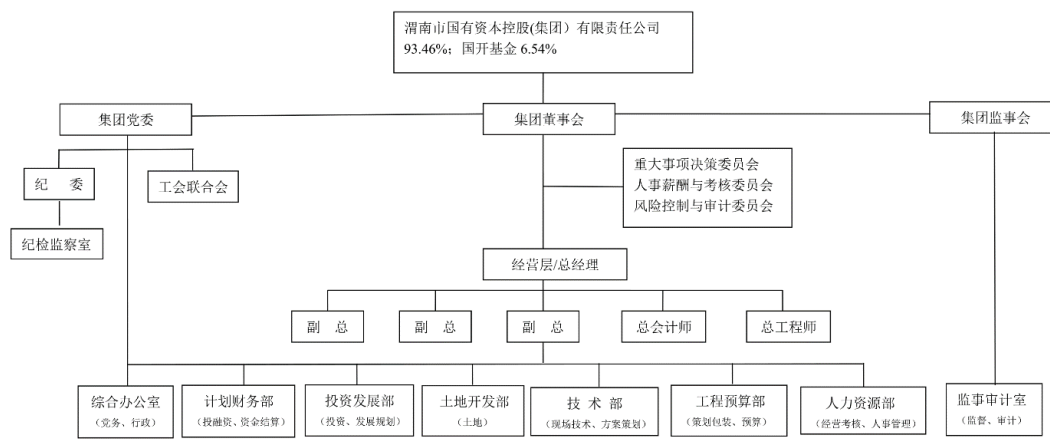 渭南市国有资本控股(集团）有限责任公司
93.46%；国开基金 6.54%
集团党委
集团董事会
集团监事会
纪 委
工会联合会
重大事项决策委员会
人事薪酬与考核委员会
风险控制与审计委员会
纪检监察室
经营层/总经理
副 总
副 总
副 总
总会计师
总工程师
综合办公室
（党务、行政）
计划财务部
（投融资、资金结算）
投资发展部
（投资、发展规划）
土地开发部
（土地）
技 术 部
（现场技术、方案策划）
工程预算部
（策划包装、预算）
人力资源部
（经营考核、人事管理）
监事审计室
（监督、审计）